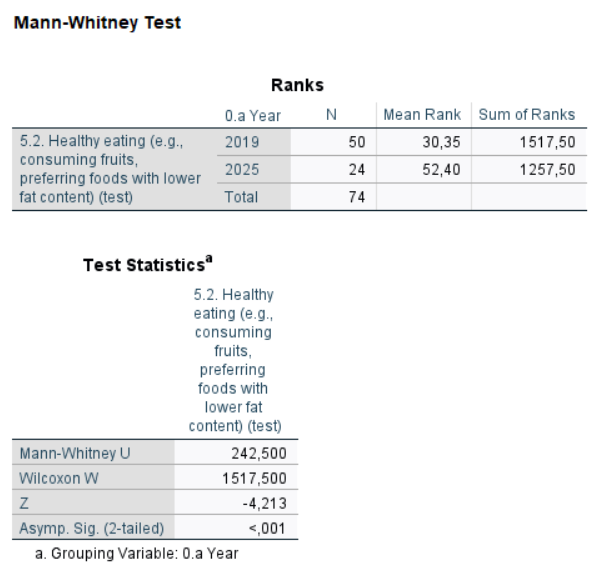 Mann-Whitney Test
Ranks
0.a Year N Mean Rank Sum of Ranks
5.2. Healthy eating (e.g.,
consuming fruits,
preferring foods with lower
fat content) (test)
2019 50 30,35 1517,50
2025 24 52,40 1257,50
Total 74
Test Statisticsa
5.2. Healthy
eating (e.g.,
consuming
fruits,
preferring
foods with
lower fat
content) (test)
Mann-Whitney U 242,500
Wilcoxon W 1517,500
Z -4,213
Asymp. Sig. (2-tailed) <,001
a. Grouping Variable: 0.a Year